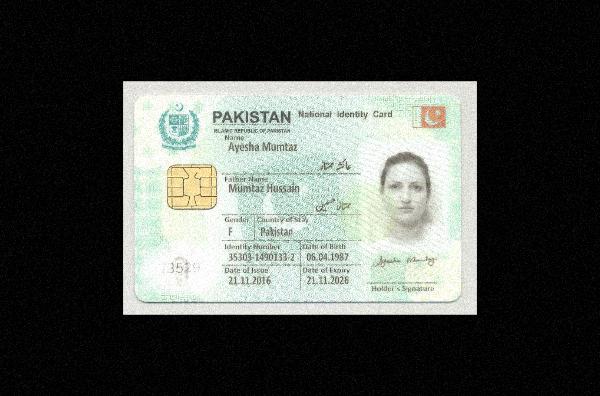 PAKISTAN National Identity Card
ISLAMIC REPUBLIC OF PAKISTAN
Name
Ayesha Mumtaz
عائشہ ممتاز
Father Name
Mumtaz Hussain
ممتاز حسین
Gender Country of Stay
F Pakistan
Identity Number Date of Birth
35303-1490133-2 06.04.1987
73529
Date of Issue Date of Expiry
21.11.2016 21.11.2026
Ayesha Mumtaz
Holder's Signature